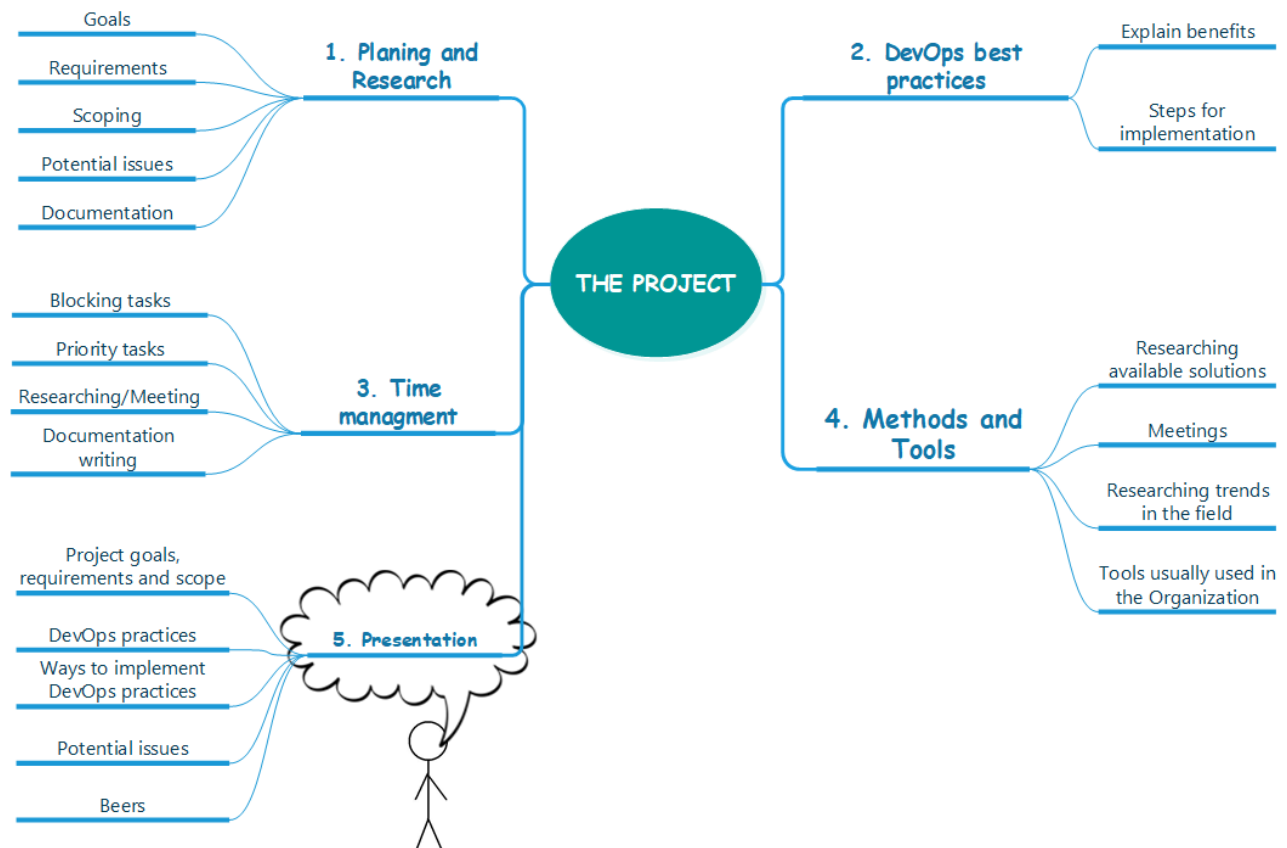 THE PROJECT
1. Planing and
Research
Goals
Requirements
Scoping
Potential issues
Documentation
2. DevOps best
practices
Explain benefits
Steps for
implementation
3. Time
managment
Blocking tasks
Priority tasks
Researching/Meeting
Documentation
writing
4. Methods and
Tools
Researching
available solutions
Meetings
Researching trends
in the field
Tools usually used in
the Organization
5. Presentation
Project goals,
requirements and scope
DevOps practices
Ways to implement
DevOps practices
Potential issues
Beers